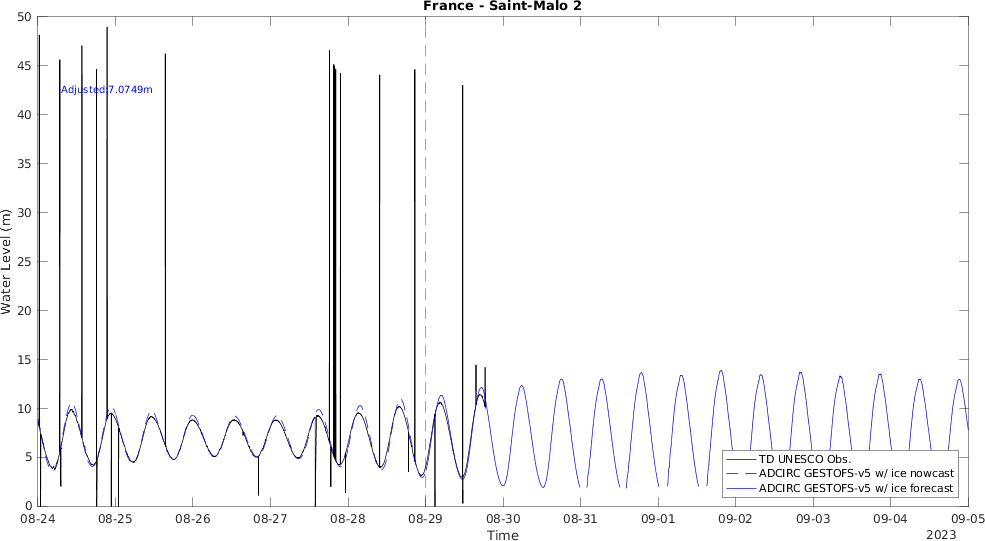 France - Saint-Malo 2
50
45
40
35
30
25
20
15
10
5
0
Water Level (m)
Adjusted:7.0749m
TD UNESCO Obs.
ADCIRC GESTOFS-v5 w/ ice nowcast
ADCIRC GESTOFS-v5 w/ ice forecast
08-24 08-25 08-26 08-27 08-28 08-29 08-30 08-31 09-01 09-02 09-03 09-04 09-05
Time
2023